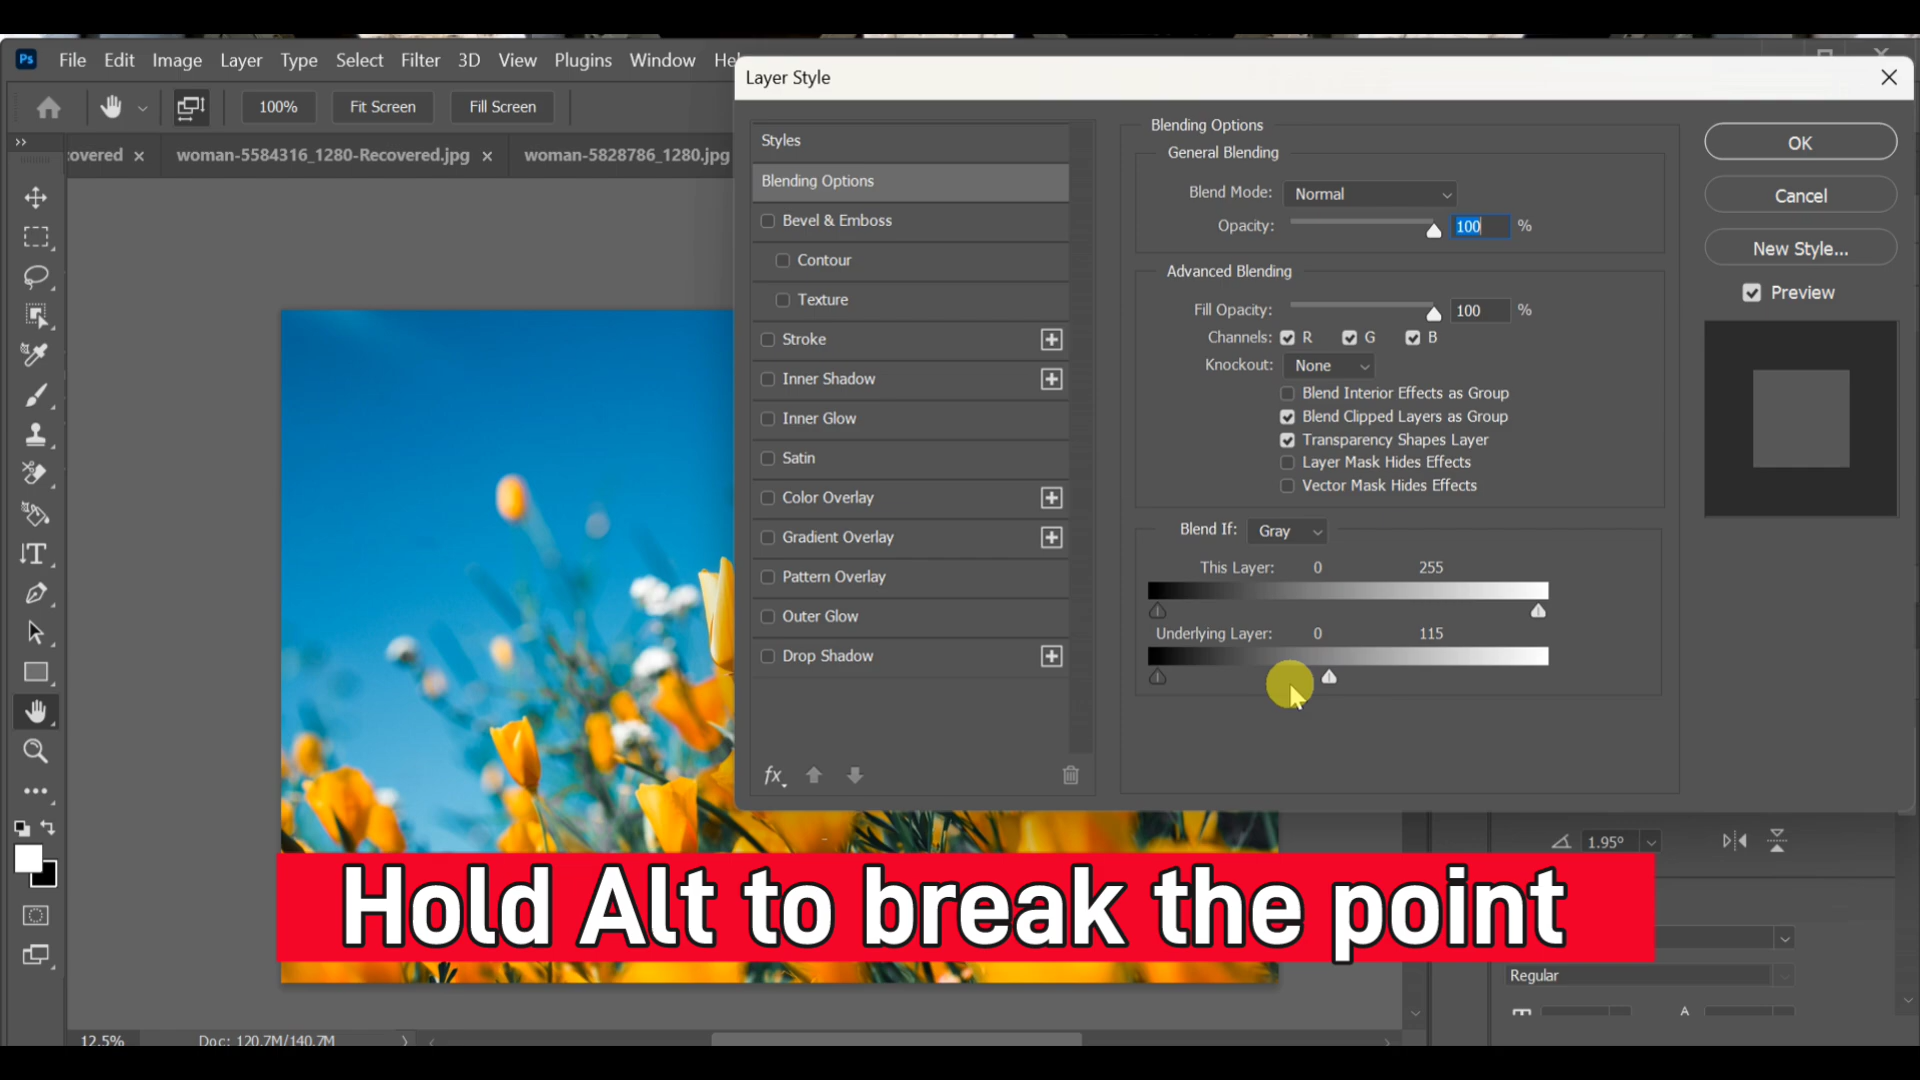 Ps File Edit Image Layer Type Select Filter 3D View Plugins Window Hel
Layer Style
100% Fit Screen Fill Screen
overed × woman-5584316_1280-Recovered.jpg × woman-5828786_1280.jpg
Styles
Blending Options
Bevel & Emboss
Contour
Texture
Stroke
Inner Shadow
Inner Glow
Satin
Color Overlay
Gradient Overlay
Pattern Overlay
Outer Glow
Drop Shadow
fx
Blending Options
General Blending
Blend Mode: Normal
Opacity: 100 %
Advanced Blending
Fill Opacity: 100 %
Channels: R G B
Knockout: None
Blend Interior Effects as Group
Blend Clipped Layers as Group
Transparency Shapes Layer
Layer Mask Hides Effects
Vector Mask Hides Effects
Blend If: Gray
This Layer: 0 255
Underlying Layer: 0 115
OK
Cancel
New Style...
Preview
1.95°
Hold Alt to break the point
Regular
12.5% Doc: 120.7M/140.7M